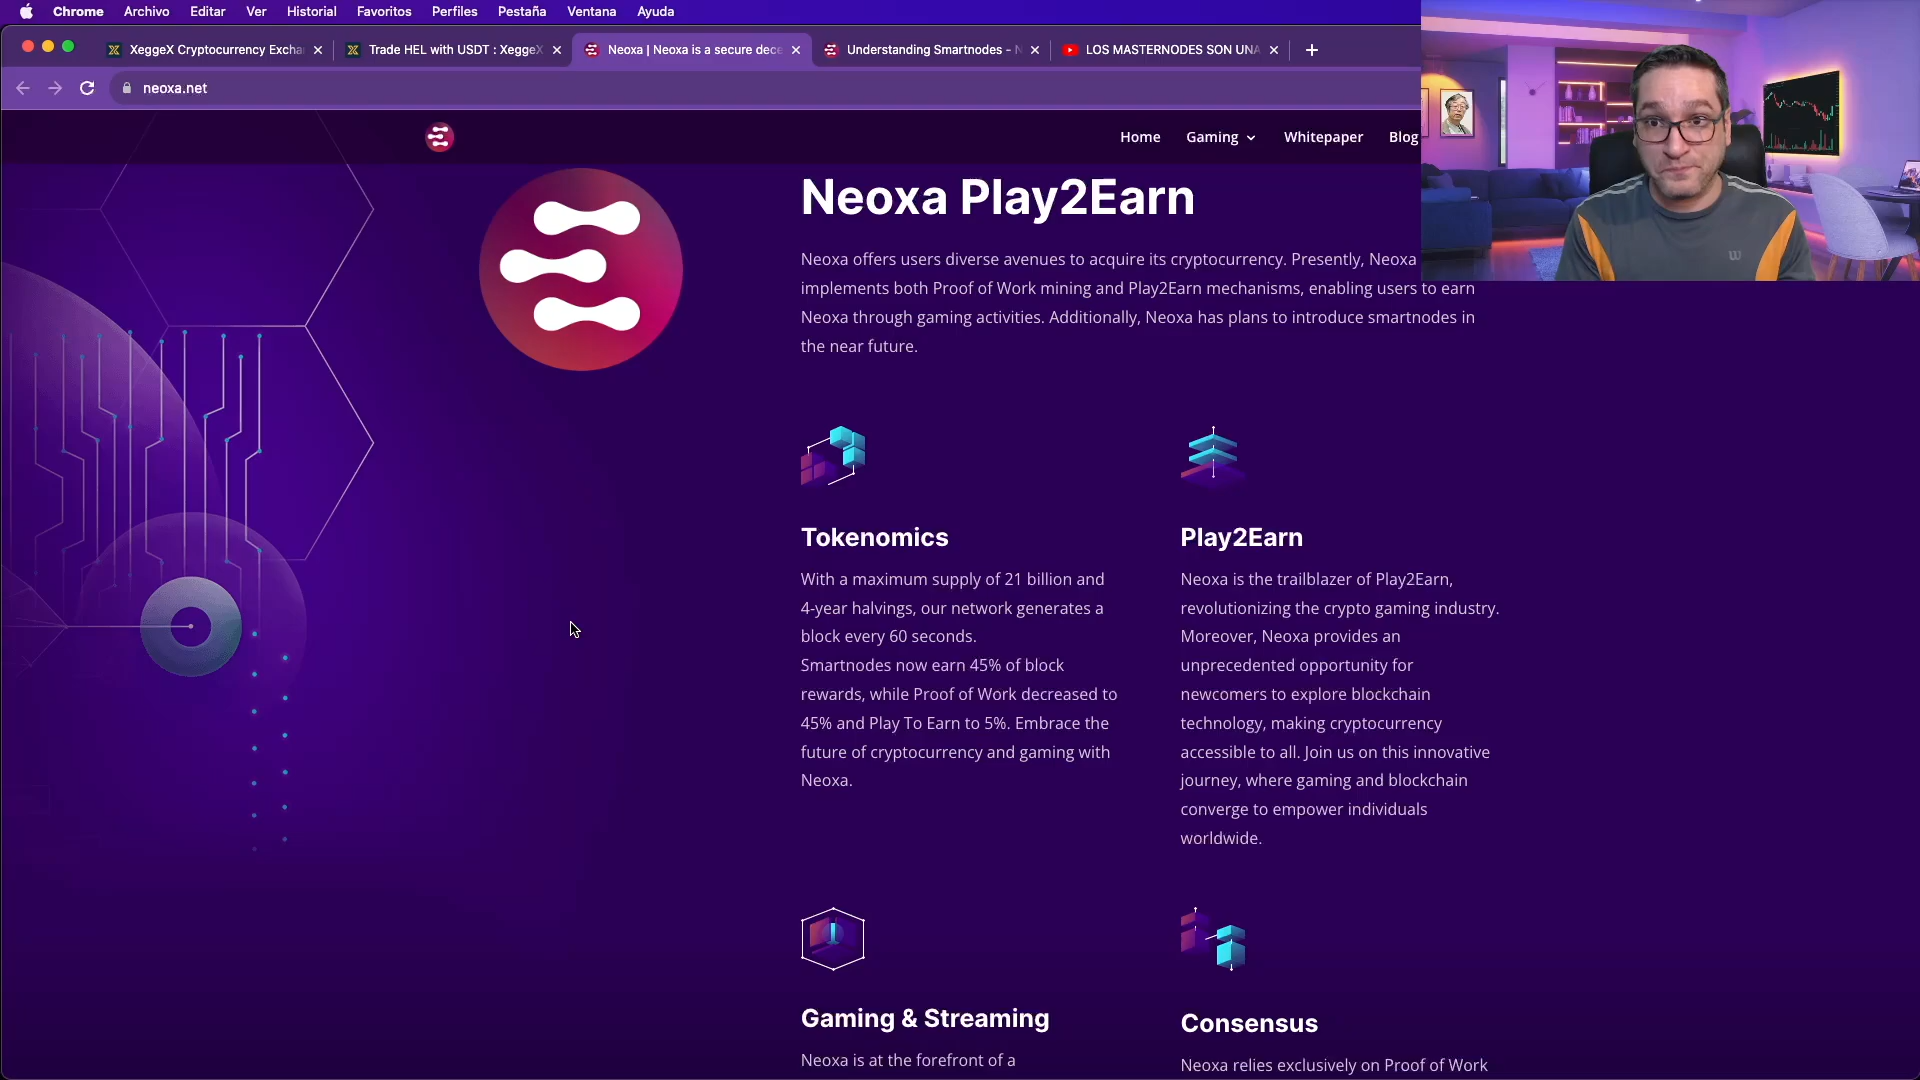 Chrome Archivo Editar Ver Historial Favoritos Perfiles Pestaña Ventana Ayuda
XeggeX Cryptocurrency Excha
Trade HEL with USDT : XeggeX
Neoxa | Neoxa is a secure dece
Understanding Smartnodes - N
LOS MASTERNODES SON UNA
neoxa.net
Home Gaming Whitepaper Blog
Neoxa Play2Earn
Neoxa offers users diverse avenues to acquire its cryptocurrency. Presently, Neoxa
implements both Proof of Work mining and Play2Earn mechanisms, enabling users to earn
Neoxa through gaming activities. Additionally, Neoxa has plans to introduce smartnodes in
the near future.
Tokenomics
With a maximum supply of 21 billion and
4-year halvings, our network generates a
block every 60 seconds.
Smartnodes now earn 45% of block
rewards, while Proof of Work decreased to
45% and Play To Earn to 5%. Embrace the
future of cryptocurrency and gaming with
Neoxa.
Play2Earn
Neoxa is the trailblazer of Play2Earn,
revolutionizing the crypto gaming industry.
Moreover, Neoxa provides an
unprecedented opportunity for
newcomers to explore blockchain
technology, making cryptocurrency
accessible to all. Join us on this innovative
journey, where gaming and blockchain
converge to empower individuals
worldwide.
Gaming & Streaming
Neoxa is at the forefront of a
Consensus
Neoxa relies exclusively on Proof of Work